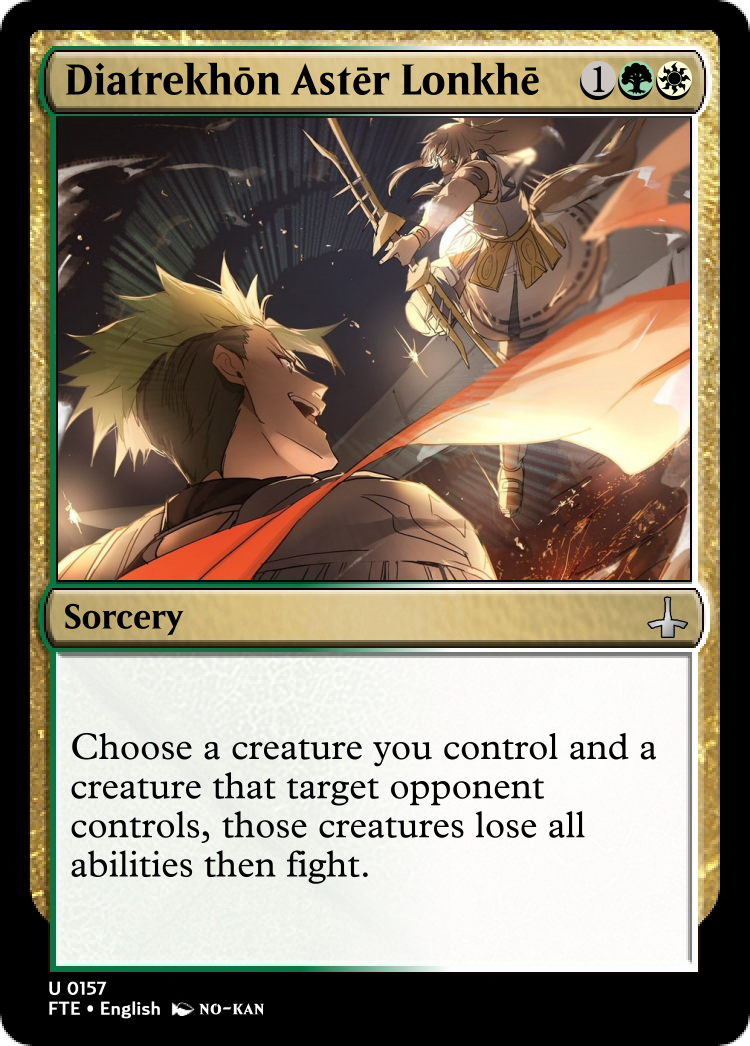 Diatrekhōn Astēr Lonkhē 1
Sorcery
Choose a creature you control and a
creature that target opponent
controls, those creatures lose all
abilities then fight.
U 0157
FTE • English NO-KAN